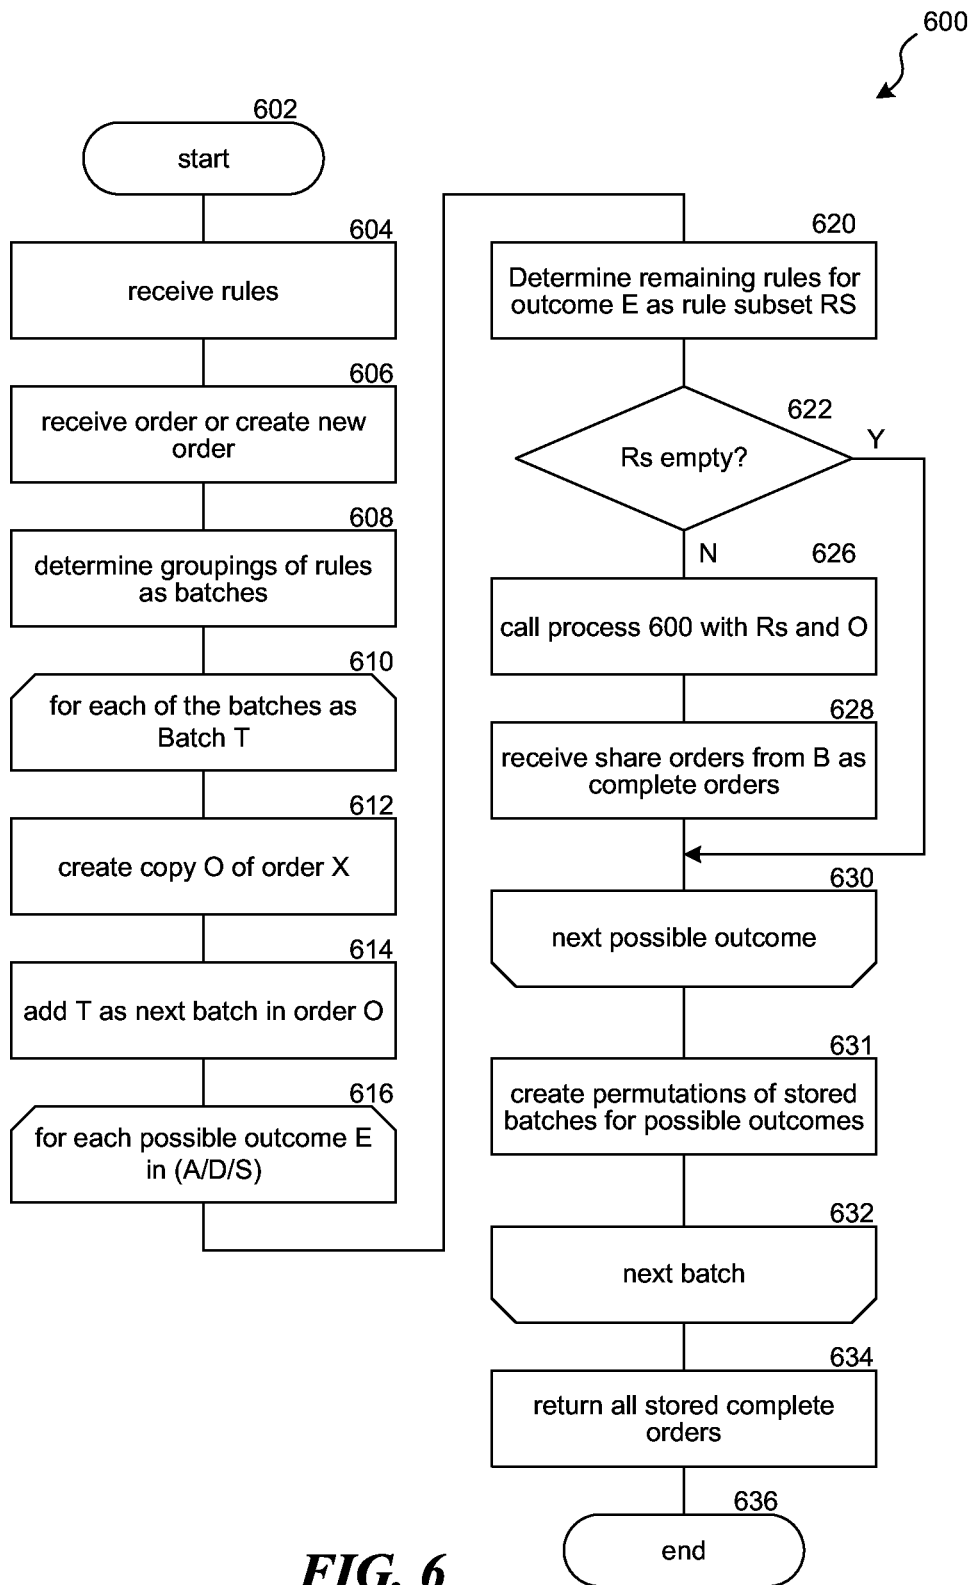 600
602
start
604
receive rules
606
receive order or create new
order
608
determine groupings of rules
as batches
610
for each of the batches as
Batch T
612
create copy O of order X
614
add T as next batch in order O
616
for each possible outcome E
in (A/D/S)
620
Determine remaining rules for
outcome E as rule subset RS
622
Rs empty?
Y
N
626
call process 600 with Rs and O
628
receive share orders from B as
complete orders
630
next possible outcome
631
create permutations of stored
batches for possible outcomes
632
next batch
634
return all stored complete
orders
636
end
FIG. 6